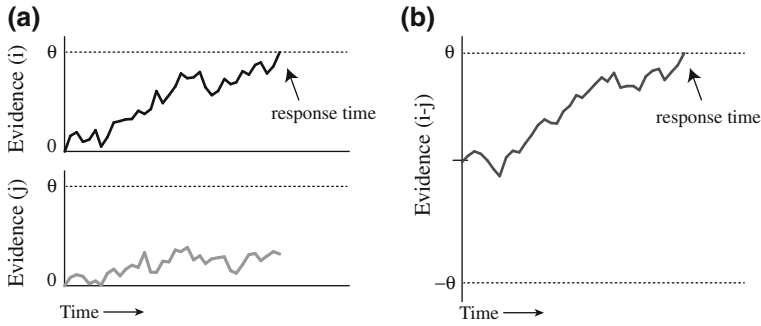 (a)
θ
Evidence (i)
0
response time
θ
Evidence (j)
0
Time
(b)
θ
Evidence (i-j)
response time
−θ
Time